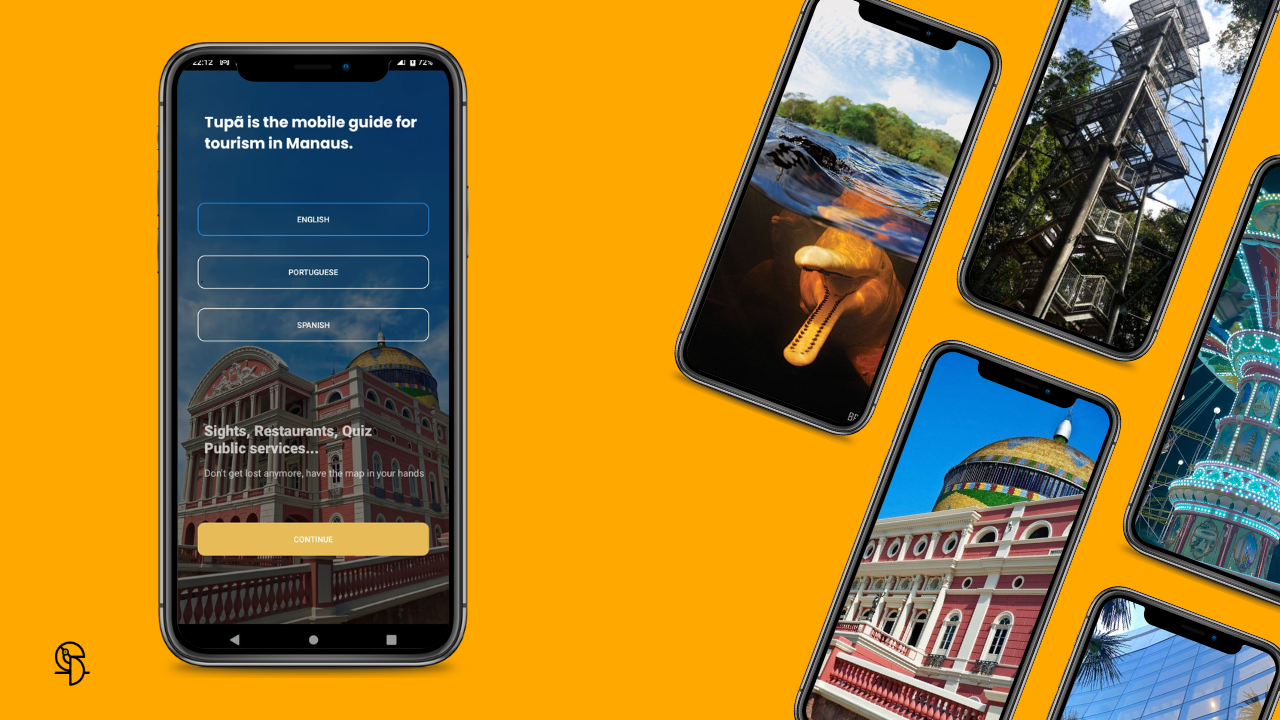 22:12
72%
Tupã is the mobile guide for
tourism in Manaus.
ENGLISH
PORTUGUESE
SPANISH
Sights, Restaurants, Quiz
Public services...
Don't get lost anymore, have the map in your hands
CONTINUE